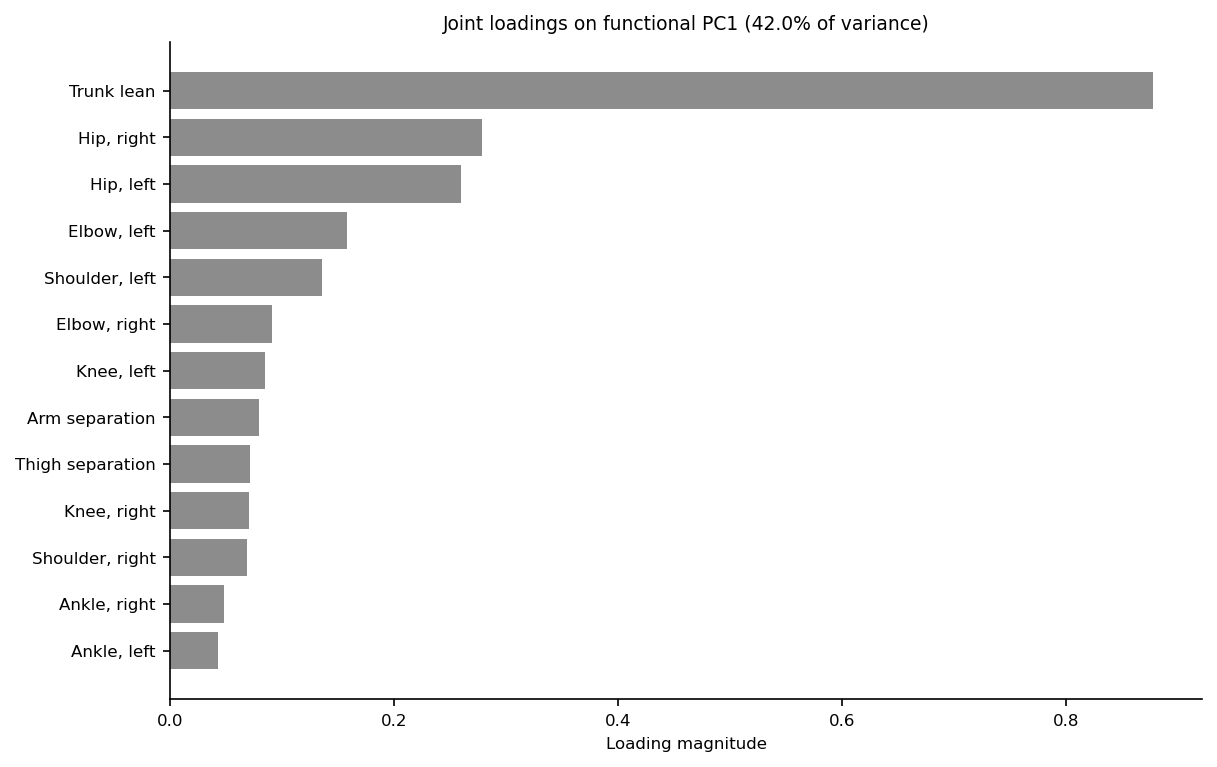 Joint loadings on functional PC1 (42.0% of variance)
Trunk lean
Hip, right
Hip, left
Elbow, left
Shoulder, left
Elbow, right
Knee, left
Arm separation
Thigh separation
Knee, right
Shoulder, right
Ankle, right
Ankle, left
0.0 0.2 0.4 0.6 0.8
Loading magnitude